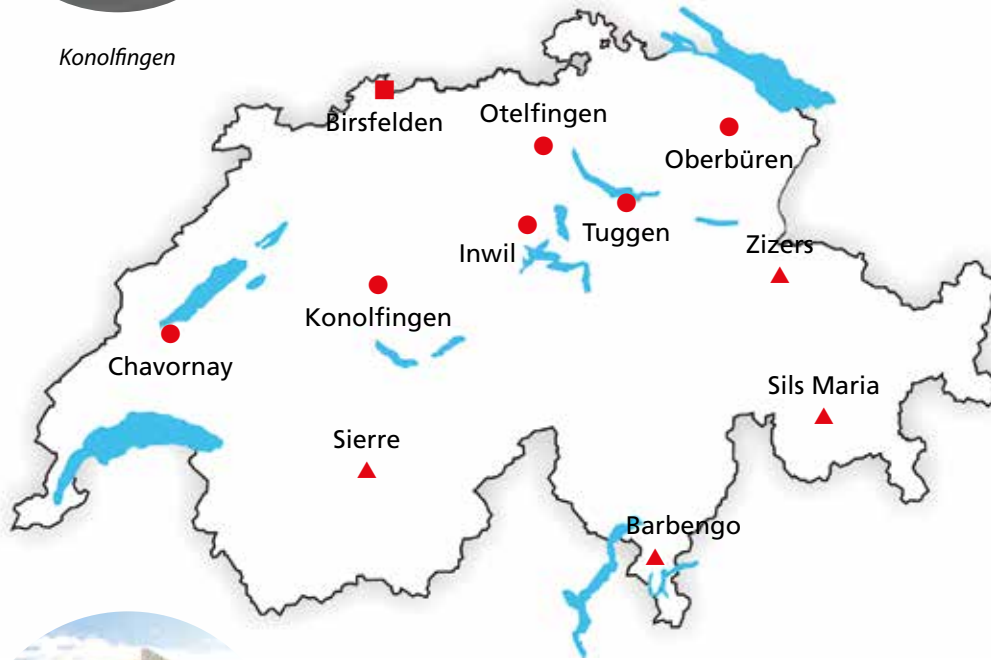 Konolfingen
Birsfelden
Otelfingen
Oberbüren
Tuggen
Inwil
Zizers
Konolfingen
Chavornay
Sils Maria
Sierre
Barbengo